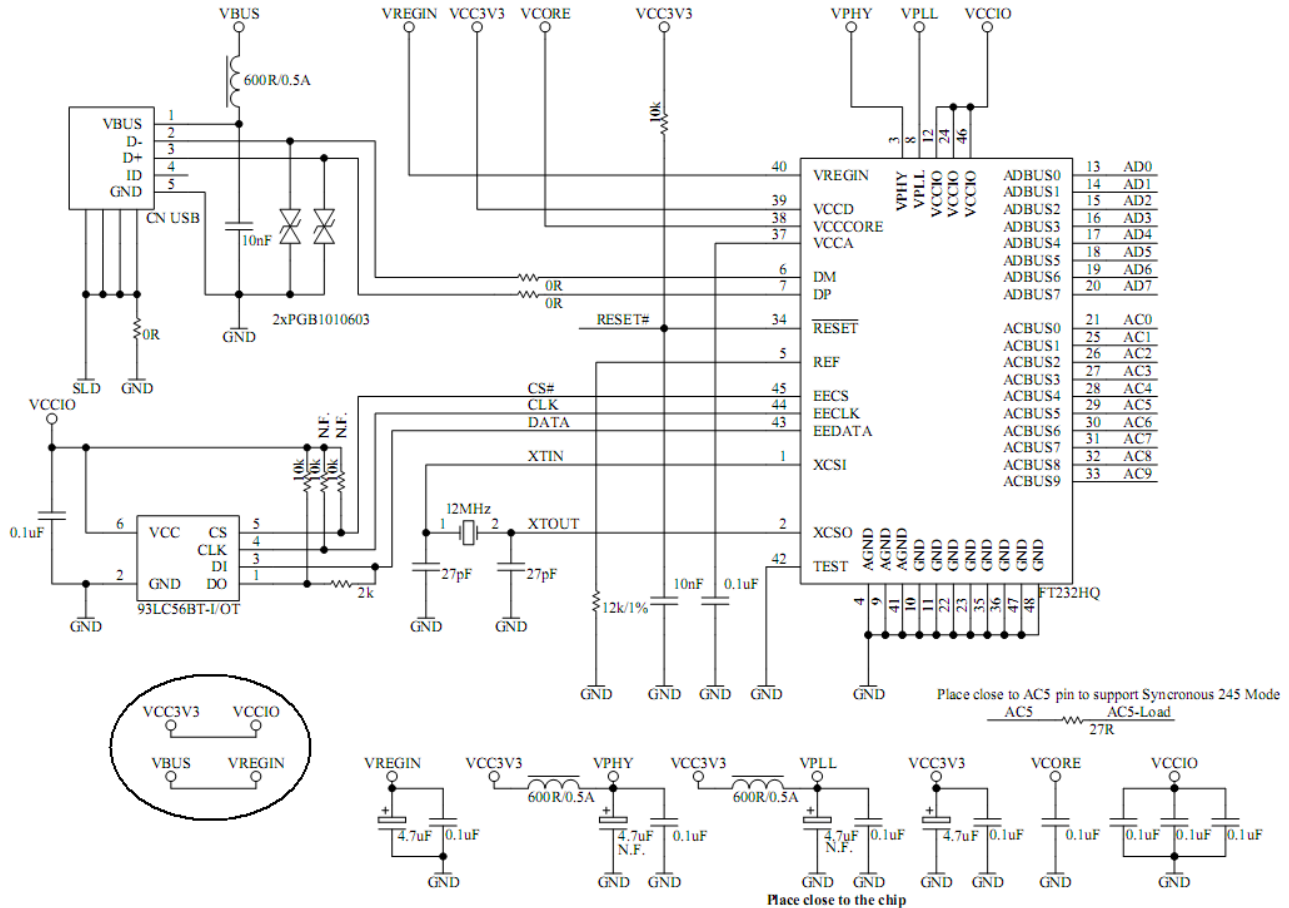 VBUS
VREGIN
VCC3V3
VCORE
VCC3V3
VPHY
VPLL
VCCIO
600R/0.5A
10k
VBUS 1
D- 2
D+ 3
ID 4
GND 5
CN USB
10nF
2xPGB1010603
GND
0R
SLD
GND
0R
0R
RESET#
3
8
12
24
46
VPHY
VPLL
VCCIO
VCCIO
VCCIO
40 VREGIN
39 VCCD
38 VCCCORE
37 VCCA
6 DM
7 DP
34 RESET
5 REF
45 EECS
44 EECLK
43 EEDATA
1 XCSI
2 XCSO
42 TEST
ADBUS0 13 AD0
ADBUS1 14 AD1
ADBUS2 15 AD2
ADBUS3 16 AD3
ADBUS4 17 AD4
ADBUS5 18 AD5
ADBUS6 19 AD6
ADBUS7 20 AD7
ACBUS0 21 AC0
ACBUS1 25 AC1
ACBUS2 26 AC2
ACBUS3 27 AC3
ACBUS4 28 AC4
ACBUS5 29 AC5
ACBUS6 30 AC6
ACBUS7 31 AC7
ACBUS8 32 AC8
ACBUS9 33 AC9
AGND
AGND
AGND
GND
GND
GND
GND
GND
GND
GND
GND
4
9
41
10
11
22
23
35
36
47
48
FT232HQ
GND
CS#
CLK
DATA
XTIN
XTOUT
12MHz
1
2
27pF
27pF
GND
GND
12k/1%
10nF
0.1uF
GND
GND
GND
GND
VCCIO
N.F.
N.F.
10k
10k
10k
0.1uF
6 VCC
2 GND
CS 5
CLK 4
DI 3
DO 1
2k
93LC56BT-I/OT
GND
VCC3V3
VCCIO
VBUS
VREGIN
Place close to AC5 pin to support Syncronous 245 Mode
AC5
AC5-Load
27R
VREGIN
4.7uF
0.1uF
GND
VCC3V3
600R/0.5A
VPHY
4.7uF
N.F.
0.1uF
GND
GND
VCC3V3
600R/0.5A
VPLL
4.7uF
N.F.
0.1uF
GND
GND
VCC3V3
4.7uF
0.1uF
GND
GND
VCORE
0.1uF
GND
VCCIO
0.1uF
0.1uF
0.1uF
GND
Place close to the chip